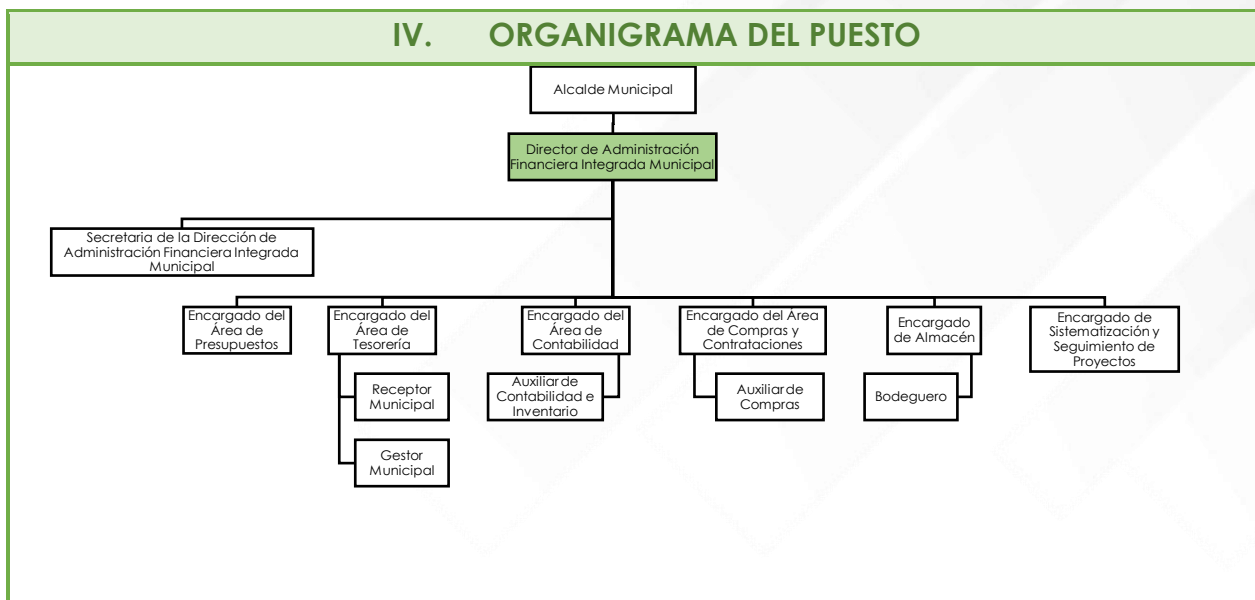 IV. ORGANIGRAMA DEL PUESTO
Alcalde Municipal
Director de Administración
Financiera Integrada Municipal
Secretaria de la Dirección de
Administración Financiera Integrada
Municipal
Encargado del
Área de
Presupuestos
Encargado del
Área de
Tesorería
Receptor
Municipal
Gestor
Municipal
Encargado del
Área de
Contabilidad
Auxiliar de
Contabilidad e
Inventario
Encargado del Área
de Compras y
Contrataciones
Auxiliar de
Compras
Encargado
de Almacén
Bodeguero
Encargado de
Sistematización y
Seguimiento de
Proyectos